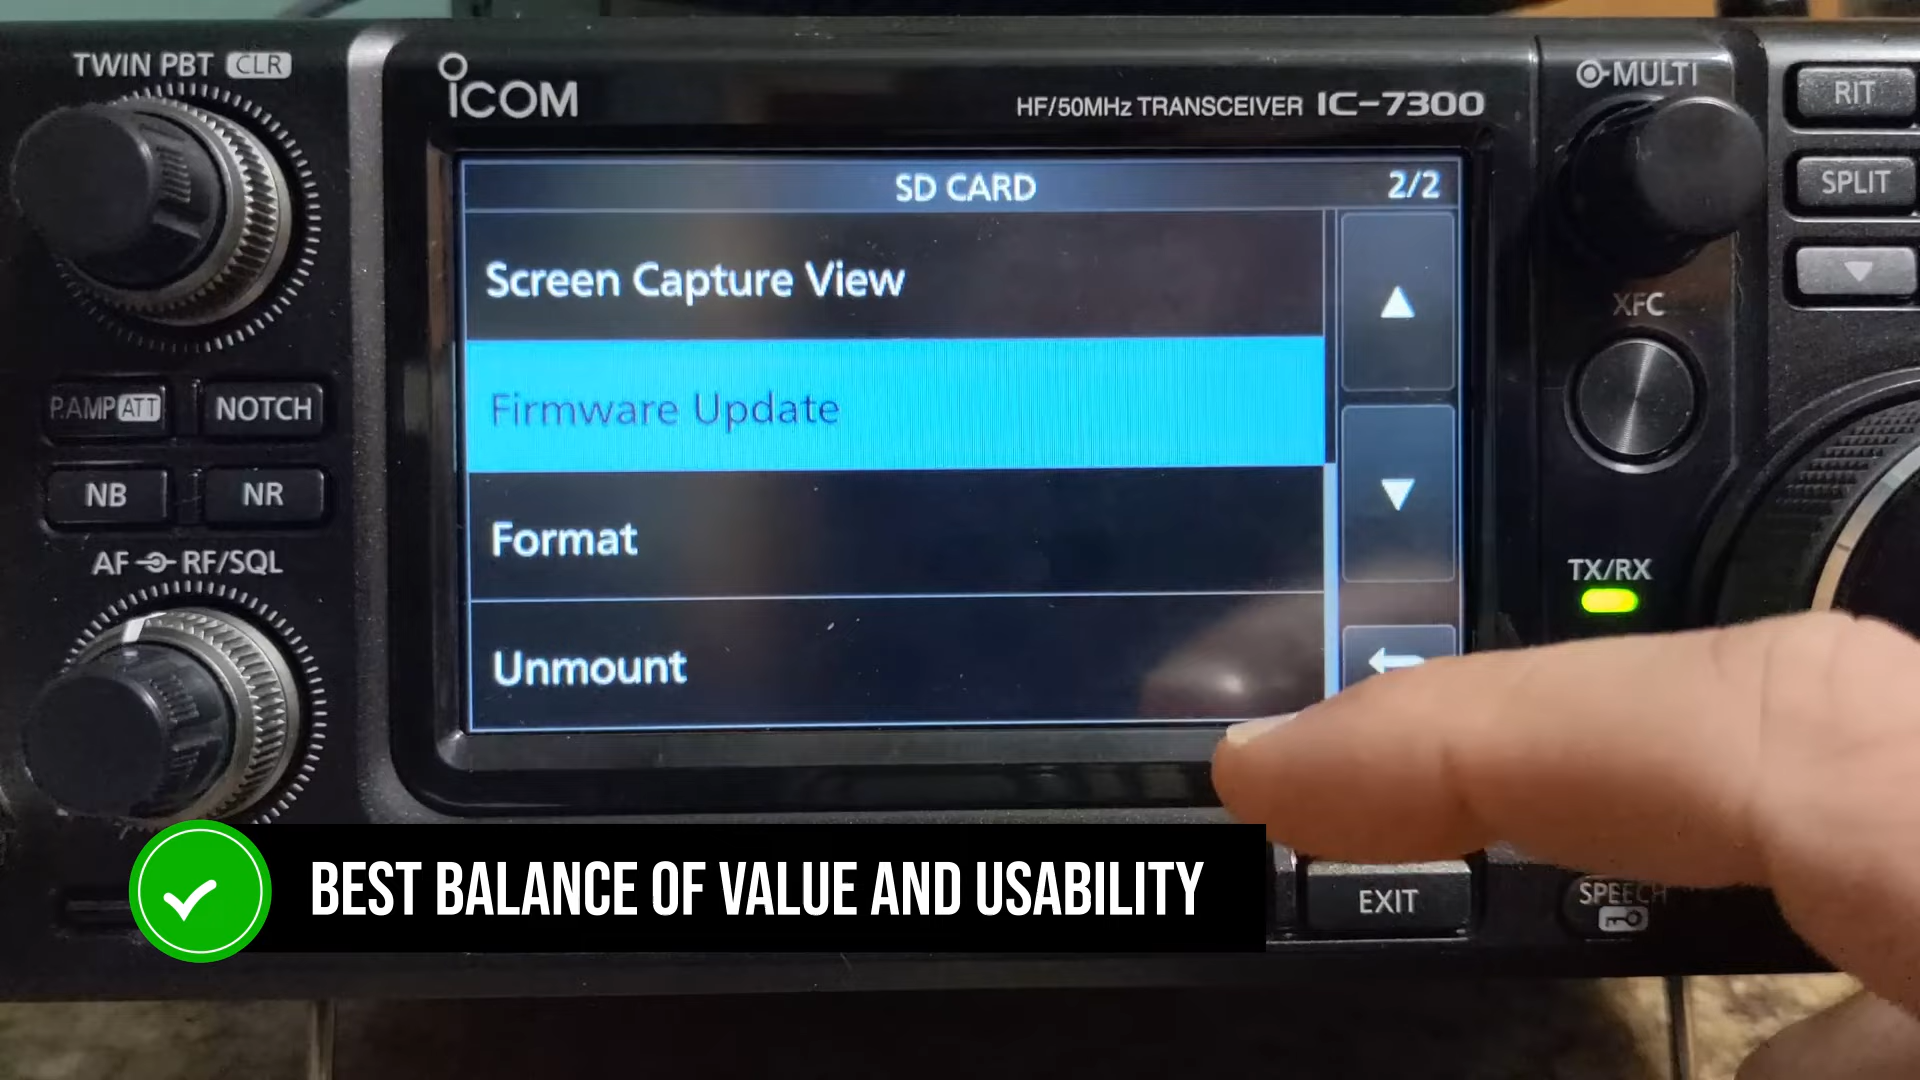 TWIN PBT CLR
ICOM
HF/50MHz TRANSCEIVER IC-7300
MULTI
RIT
SPLIT
SD CARD 2/2
Screen Capture View
Firmware Update
Format
Unmount
P.AMP ATT
NOTCH
NB
NR
AF RF/SQL
XFC
TX/RX
BEST BALANCE OF VALUE AND USABILITY
EXIT
SPEECH